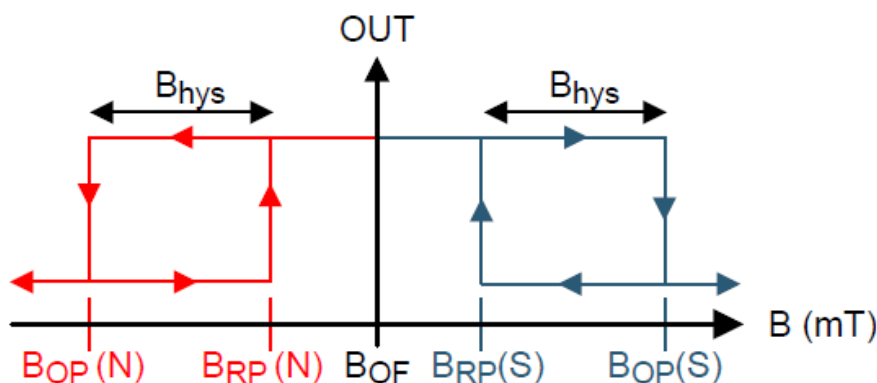 OUT
Bhys Bhys
B (mT)
BOP (N) BRP (N) BOF BRP(S) BOP(S)